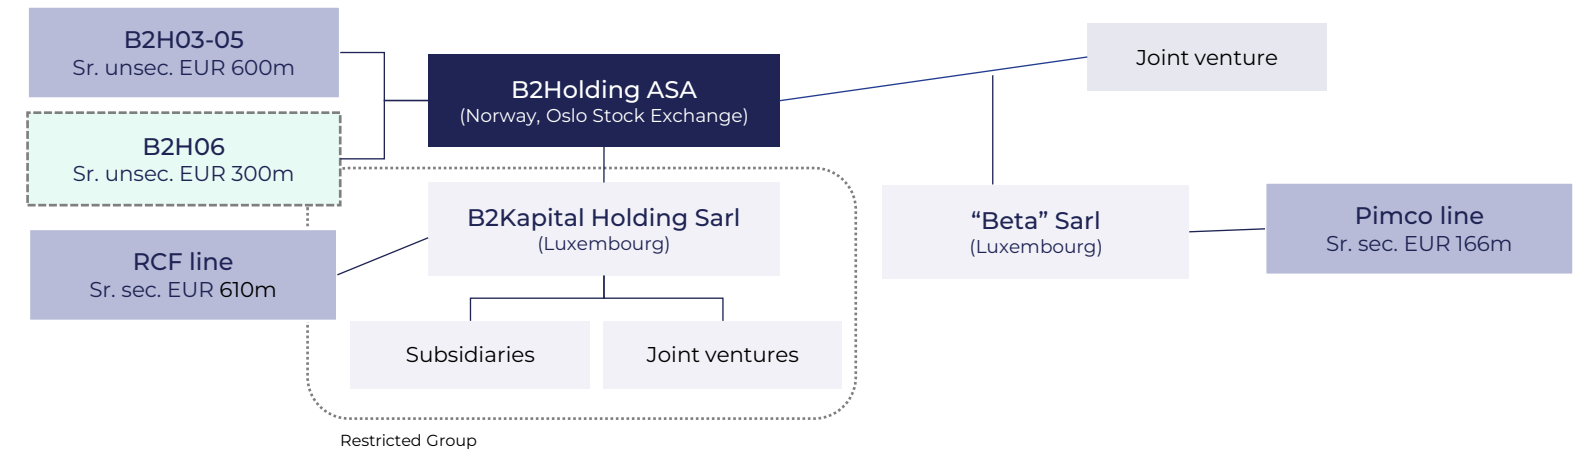 B2H03-05
Sr. unsec. EUR 600m
B2H06
Sr. unsec. EUR 300m
RCF line
Sr. sec. EUR 610m
B2Holding ASA
(Norway, Oslo Stock Exchange)
B2Kapital Holding Sarl
(Luxembourg)
Subsidiaries
Joint ventures
Restricted Group
Joint venture
“Beta” Sarl
(Luxembourg)
Pimco line
Sr. sec. EUR 166m